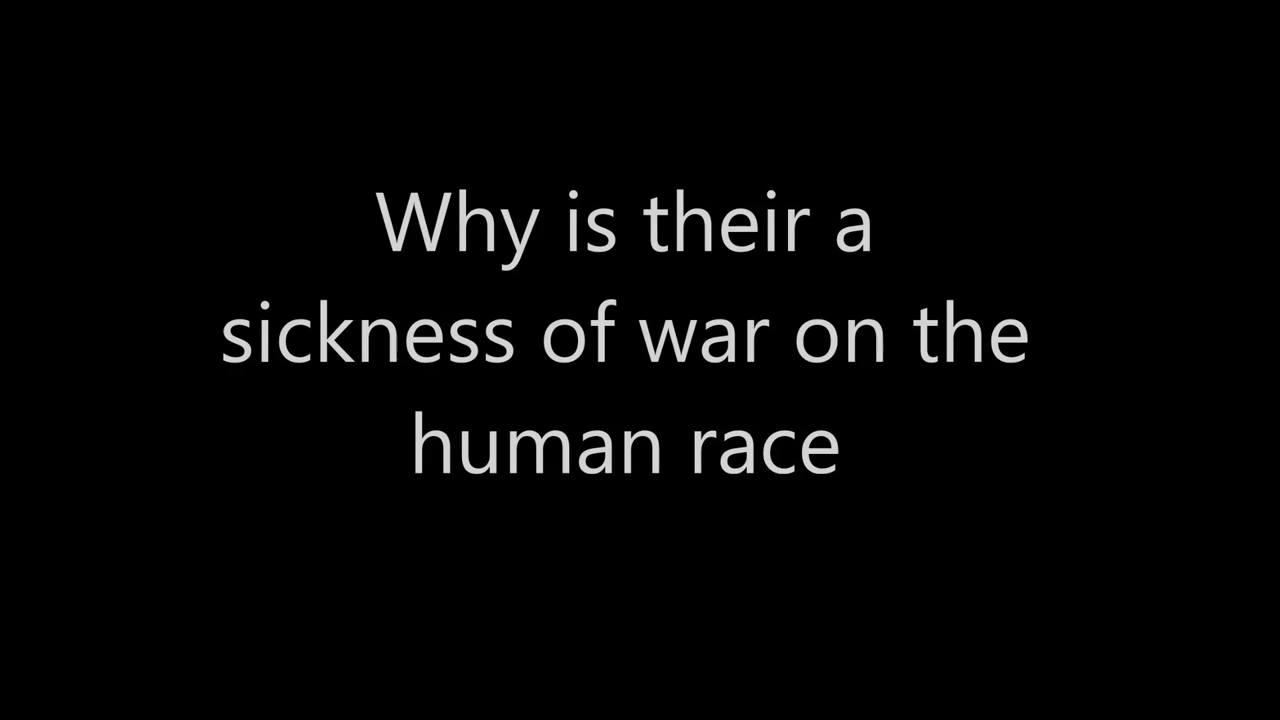 Why is their a
sickness of war on the
human race